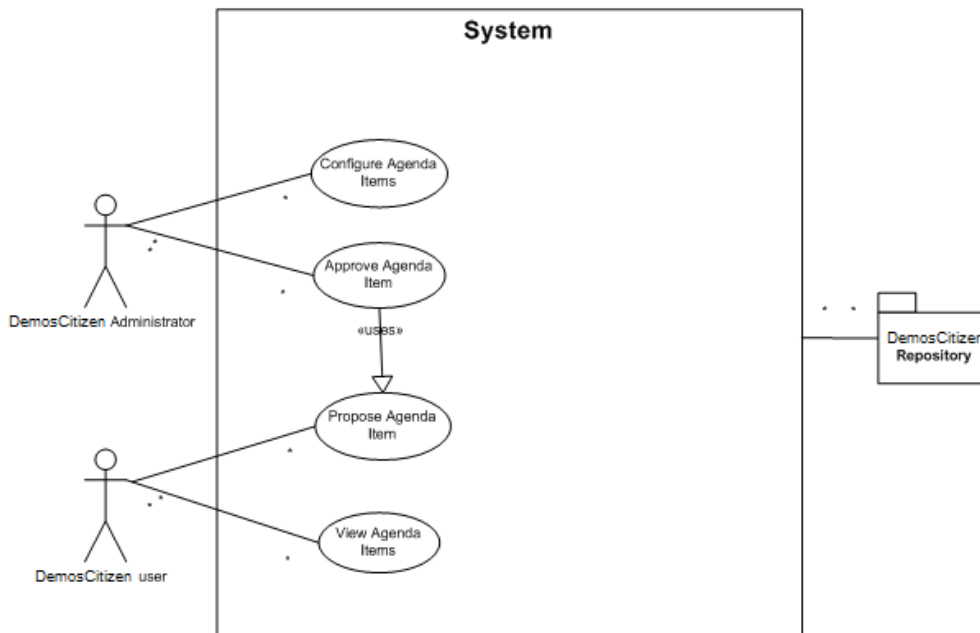 System
Configure Agenda
Items
*
* *
Approve Agenda
Item
*
DemosCitizen Administrator
«uses»
* *
DemosCitizen
Repository
Propose Agenda
Item
*
* *
View Agenda
Items
*
DemosCitizen user